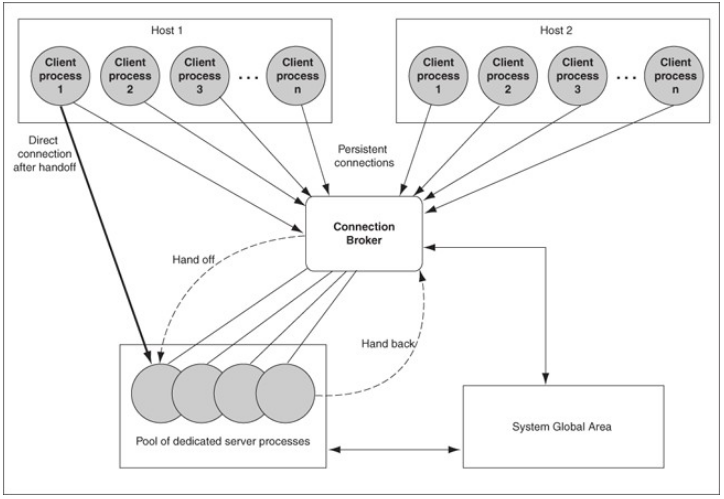 Host 1
Host 2
Client
process
1
Client
process
2
Client
process
3
...
Client
process
n
Client
process
1
Client
process
2
Client
process
3
...
Client
process
n
Direct
connection
after handoff
Persistent
connections
Connection
Broker
Hand off
Hand back
Pool of dedicated server processes
System Global Area